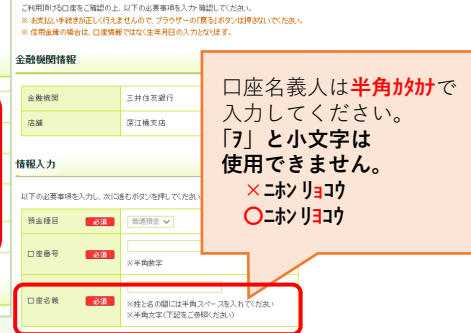 ご利用頂ける口座をご確認の上、以下の必要事項を入力・確認してください。
※ お支払い手続きが正しく行えませんので、ブラウザーの「戻る」ボタンは押さないでください。
※ 信用金庫の場合は、口座情報ではなく生年月日の入力となります。
金融機関情報
金融機関 三井住友銀行
店舗 深江橋支店
情報入力
以下の必要事項を入力し、次に進むボタンを押してください
預金種目 必須 普通預金
口座番号 必須
※半角数字
口座名義 必須
※姓と名の間には半角スペースを入れてください
※半角文字(下記をご参照ください)
口座名義人は半角ｶﾀｶﾅで
入力してください。
「ｦ」と小文字は
使用できません。
×ﾆﾎﾝ ﾘｮｺｳ
〇ﾆﾎﾝ ﾘﾖｺｳ